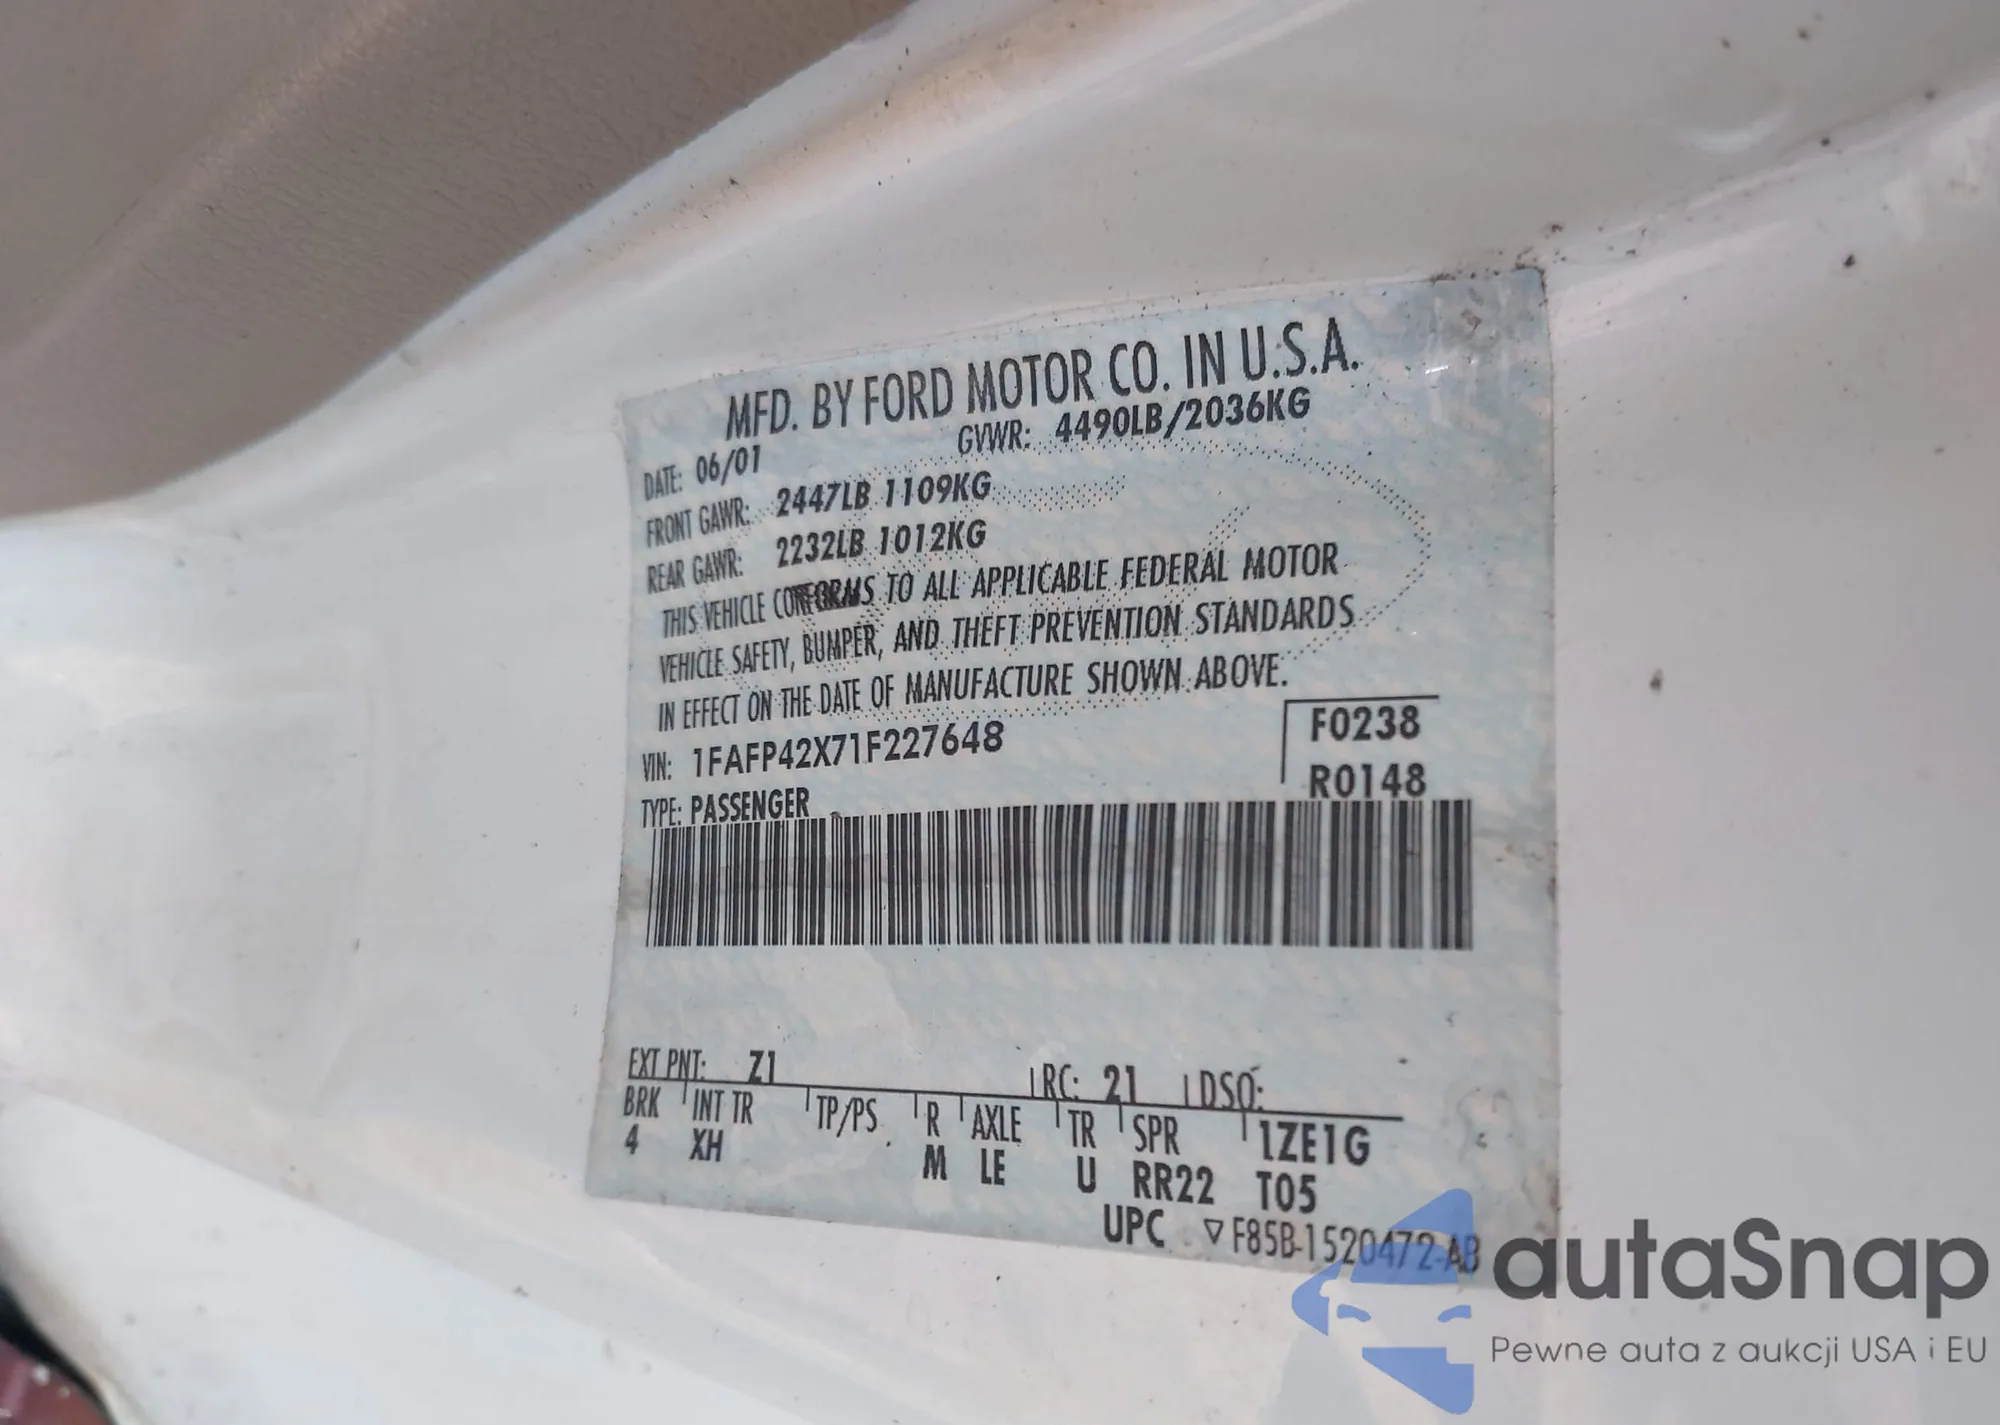 MFD. BY FORD MOTOR CO. IN U.S.A.
DATE: 06/01 GVWR: 4490LB/2036KG
FRONT GAWR: 2447LB 1109KG
REAR GAWR: 2232LB 1012KG
THIS VEHICLE CONFORMS TO ALL APPLICABLE FEDERAL MOTOR
VEHICLE SAFETY, BUMPER, AND THEFT PREVENTION STANDARDS
IN EFFECT ON THE DATE OF MANUFACTURE SHOWN ABOVE.
VIN: 1FAFP42X71F227648 F0238
TYPE: PASSENGER R0148
EXT PNT: Z1 RC: 21 DSO:
BRK INT TR TP/PS R AXLE TR SPR 1ZE1G
4 XH M LE U RR22 T05
UPC ▽F85B-1520472-AB
autaSnap
Pewne auta z aukcji USA i EU